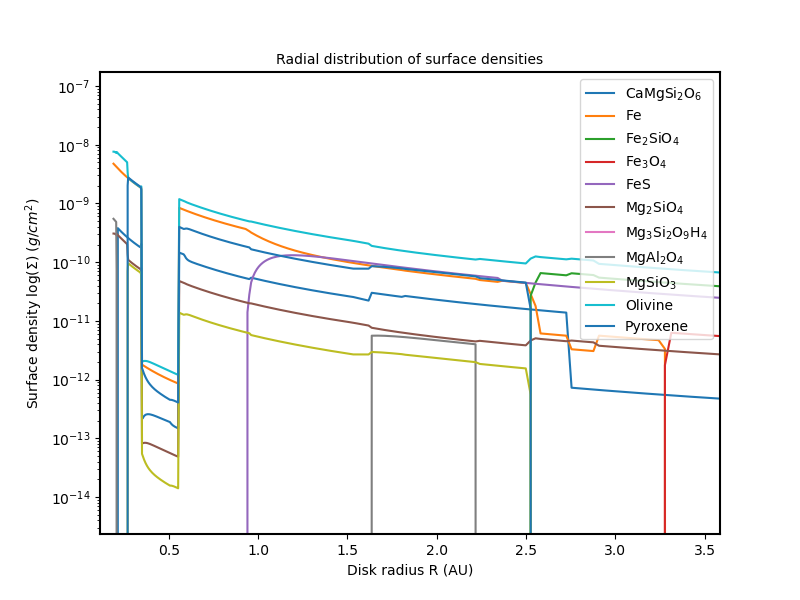 Radial distribution of surface densities
Surface density log(Σ) (g/cm²)
10⁻⁷
10⁻⁸
10⁻⁹
10⁻¹⁰
10⁻¹¹
10⁻¹²
10⁻¹³
10⁻¹⁴
CaMgSi₂O₆
Fe
Fe₂SiO₄
Fe₃O₄
FeS
Mg₂SiO₄
Mg₃Si₂O₉H₄
MgAl₂O₄
MgSiO₃
Olivine
Pyroxene
0.5 1.0 1.5 2.0 2.5 3.0 3.5
Disk radius R (AU)